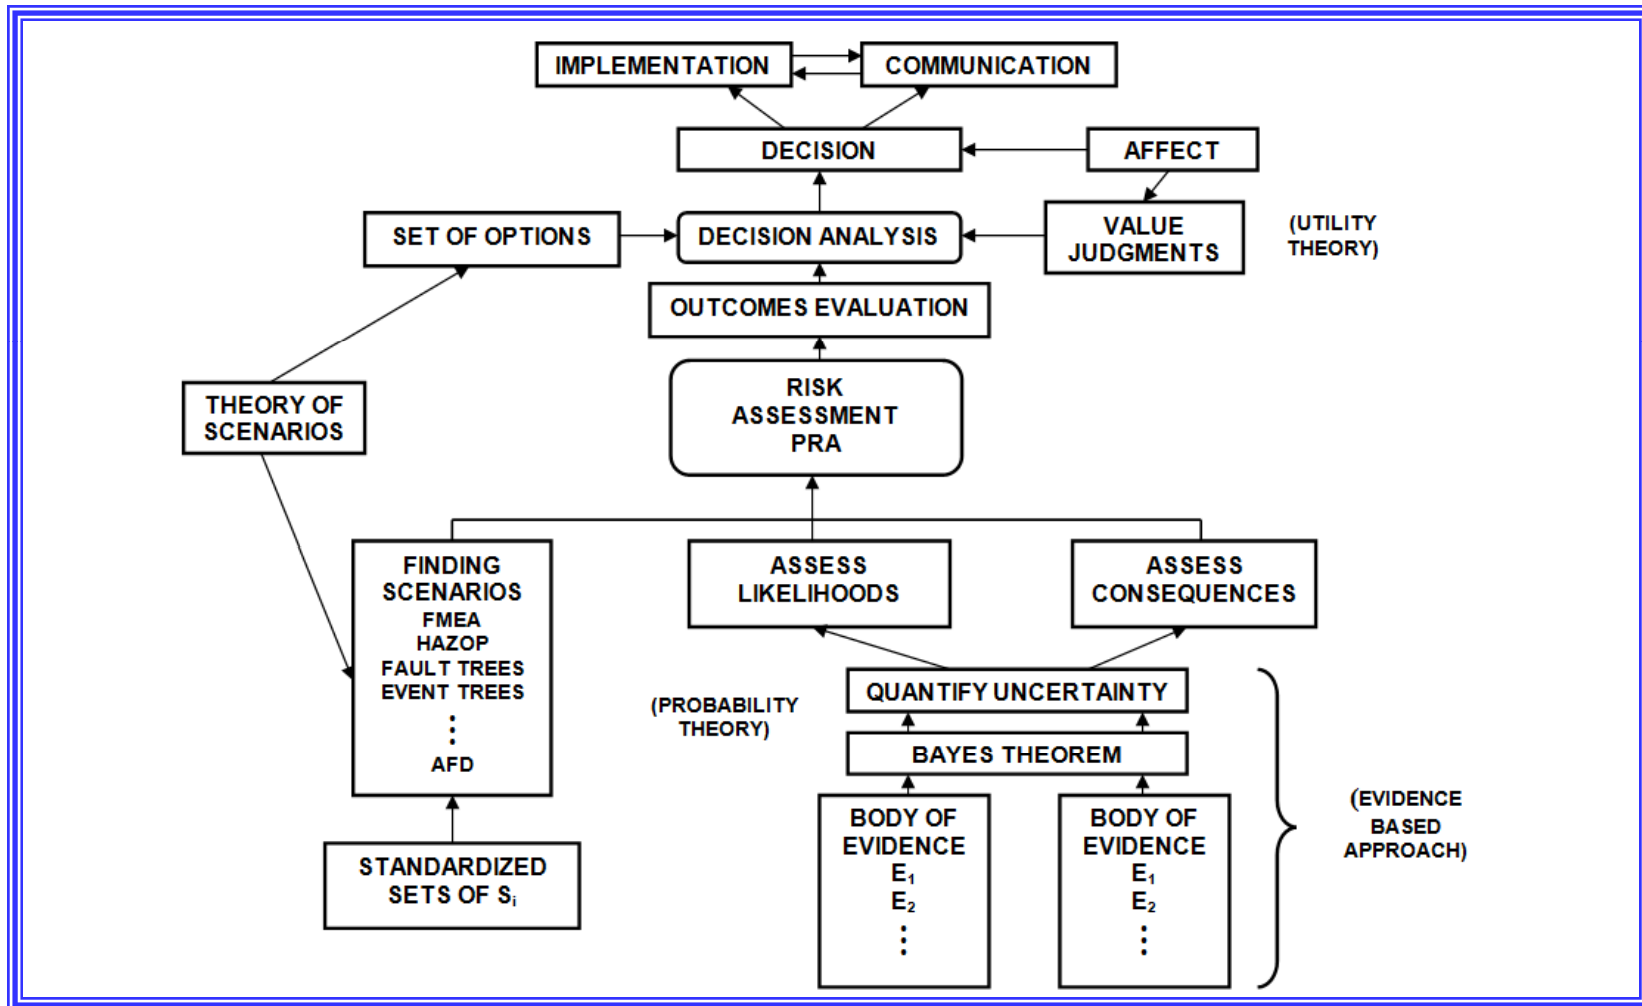 IMPLEMENTATION
COMMUNICATION
DECISION
AFFECT
SET OF OPTIONS
DECISION ANALYSIS
VALUE
JUDGMENTS
(UTILITY
THEORY)
OUTCOMES EVALUATION
THEORY OF
SCENARIOS
RISK
ASSESSMENT
PRA
FINDING
SCENARIOS
FMEA
HAZOP
FAULT TREES
EVENT TREES
⋮
AFD
ASSESS
LIKELIHOODS
ASSESS
CONSEQUENCES
(PROBABILITY
THEORY)
QUANTIFY UNCERTAINTY
BAYES THEOREM
STANDARDIZED
SETS OF Sᵢ
BODY OF
EVIDENCE
E₁
E₂
⋮
BODY OF
EVIDENCE
E₁
E₂
⋮
(EVIDENCE
BASED
APPROACH)